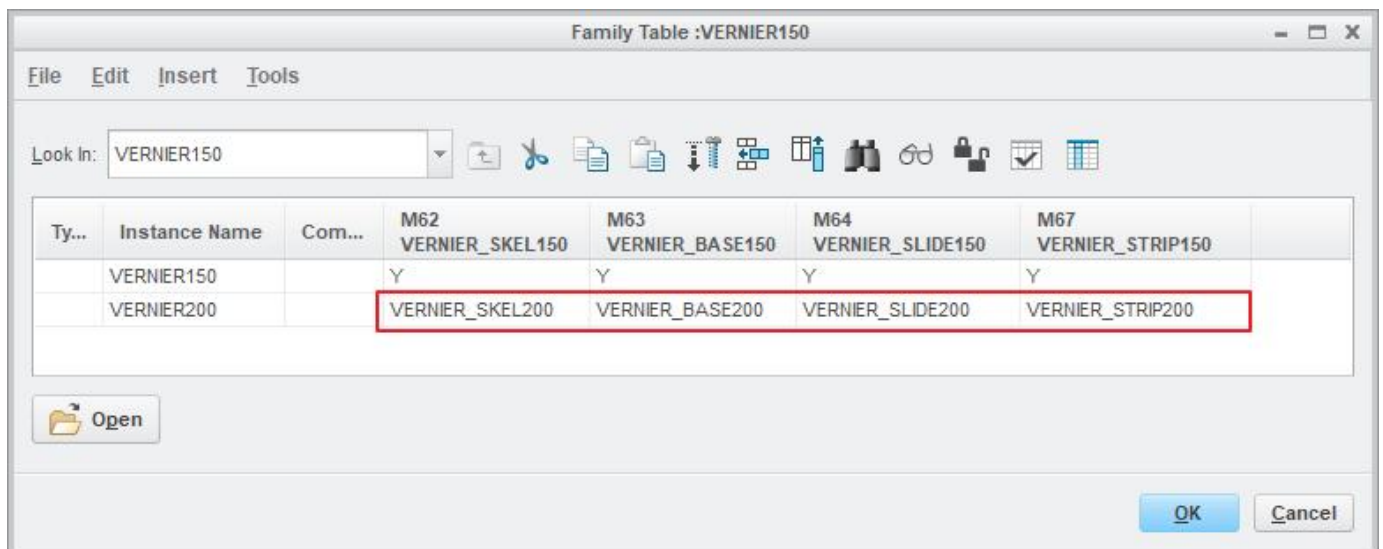 Family Table :VERNIER150
File Edit Insert Tools
Look In: VERNIER150
Ty... Instance Name Com... M62 VERNIER_SKEL150 M63 VERNIER_BASE150 M64 VERNIER_SLIDE150 M67 VERNIER_STRIP150
VERNIER150 Y Y Y Y
VERNIER200 VERNIER_SKEL200 VERNIER_BASE200 VERNIER_SLIDE200 VERNIER_STRIP200
Open
OK Cancel